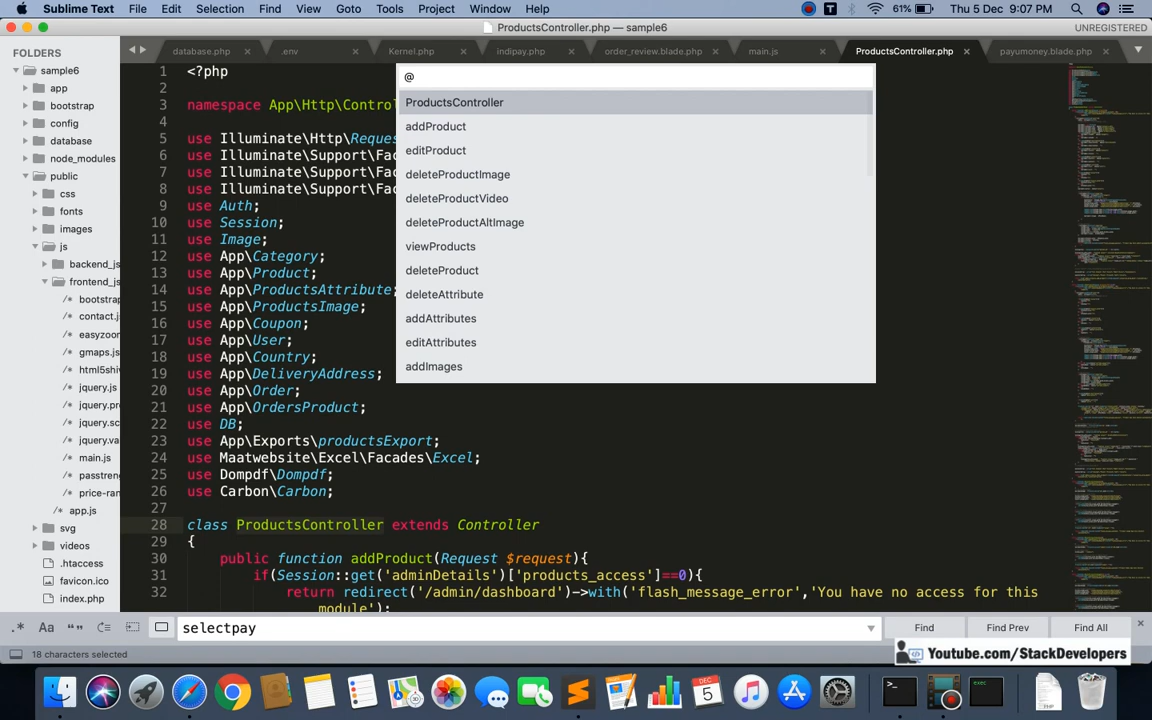 Sublime Text File Edit Selection Find View Goto Tools Project Window Help 61% Thu 5 Dec 9:07 PM
ProductsController.php — sample6 UNREGISTERED
FOLDERS
sample6
app
bootstrap
config
database
node_modules
public
css
fonts
images
js
backend_js
frontend_js
bootstrap
contact.j
easyzoo
gmaps.js
html5shiv
jquery.js
jquery.pr
jquery.sc
jquery.va
main.js
passtren
price-ran
app.js
svg
videos
.htaccess
favicon.ico
index.php
database.php .env Kernel.php indipay.php order_review.blade.php main.js ProductsController.php payumoney.blade.php
@
ProductsController
addProduct
editProduct
deleteProductImage
deleteProductVideo
deleteProductAltImage
viewProducts
deleteProduct
deleteAttribute
addAttributes
editAttributes
addImages
1 <?php
2
3 namespace App\Http\Control
4
5 use Illuminate\Http\Reques
6 use Illuminate\Support\Fac
7 use Illuminate\Support\Fac
8 use Illuminate\Support\Fac
9 use Auth;
10 use Session;
11 use Image;
12 use App\Category;
13 use App\Product;
14 use App\ProductsAttribute;
15 use App\ProductsImage;
16 use App\Coupon;
17 use App\User;
18 use App\Country;
19 use App\DeliveryAddress;
20 use App\Order;
21 use App\OrdersProduct;
22 use DB;
23 use App\Exports\productsExport;
24 use Maatwebsite\Excel\Facades\Excel;
25 use Dompdf\Dompdf;
26 use Carbon\Carbon;
27
28 class ProductsController extends Controller
29 {
30 public function addProduct(Request $request){
31 if(Session::get('adminDetails')['products_access']==0){
32 return redirect('/admin/dashboard')->with('flash_message_error','You have no access for this
module');
.* Aa selectpay Find Find Prev Find All
18 characters selected
Youtube.com/StackDevelopers